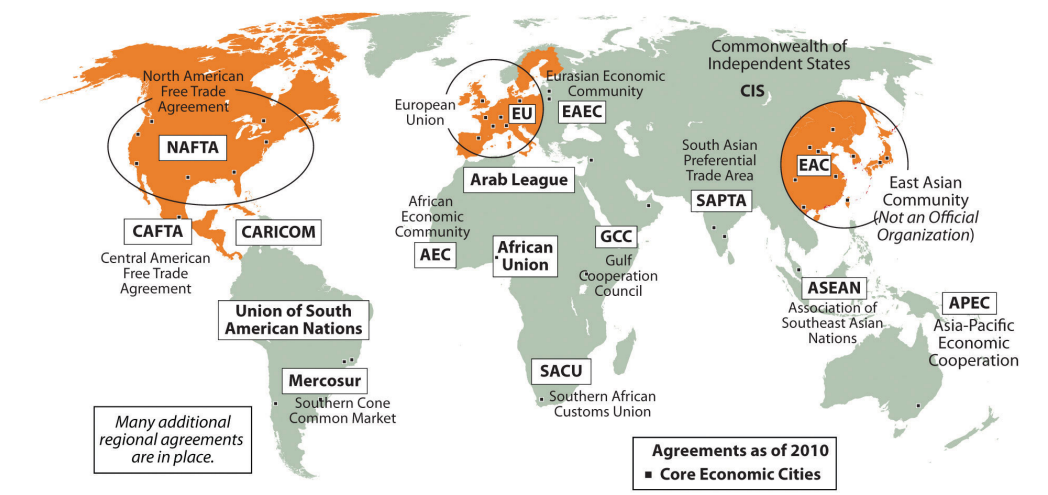 North American
Free Trade
Agreement
NAFTA
CAFTA
Central American
Free Trade
Agreement
CARICOM
Union of South
American Nations
Mercosur
Southern Cone
Common Market
Many additional
regional agreements
are in place.
European
Union
EU
Eurasian Economic
Community
EAEC
Arab League
African
Economic
Community
AEC
African
Union
GCC
Gulf
Cooperation
Council
SACU
Southern African
Customs Union
Commonwealth of
Independent States
CIS
South Asian
Preferential
Trade Area
SAPTA
EAC
East Asian
Community
(Not an Official
Organization)
ASEAN
Association of
Southeast Asian
Nations
APEC
Asia-Pacific
Economic
Cooperation
Agreements as of 2010
Core Economic Cities